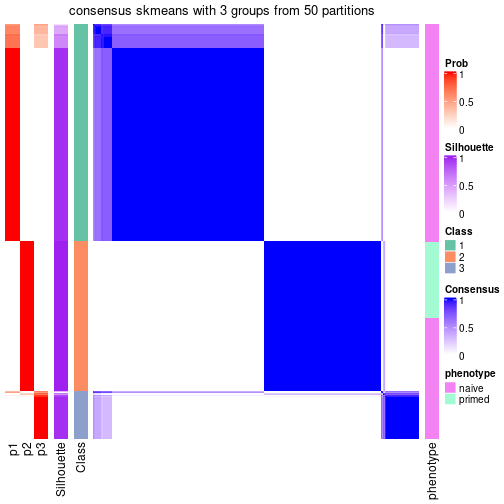 consensus skmeans with 3 groups from 50 partitions
Prob
1
0.5
0
Silhouette
1
0.5
0
Class
1
2
3
Consensus
1
0.5
0
phenotype
naive
primed
p1
p2
p3
Silhouette
Class
phenotype